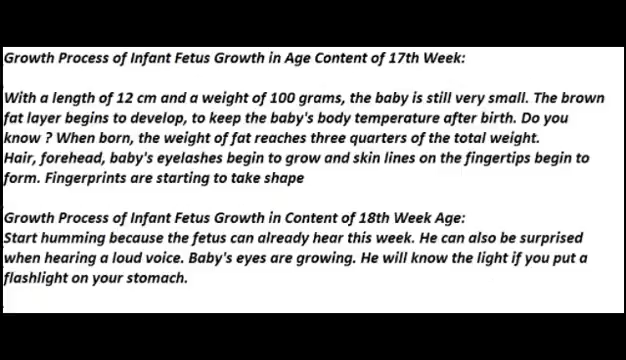 Growth Process of Infant Fetus Growth in Age Content of 17th Week:
With a length of 12 cm and a weight of 100 grams, the baby is still very small. The brown
fat layer begins to develop, to keep the baby's body temperature after birth. Do you
know ? When born, the weight of fat reaches three quarters of the total weight.
Hair, forehead, baby's eyelashes begin to grow and skin lines on the fingertips begin to
form. Fingerprints are starting to take shape
Growth Process of Infant Fetus Growth in Content of 18th Week Age:
Start humming because the fetus can already hear this week. He can also be surprised
when hearing a loud voice. Baby's eyes are growing. He will know the light if you put a
flashlight on your stomach.